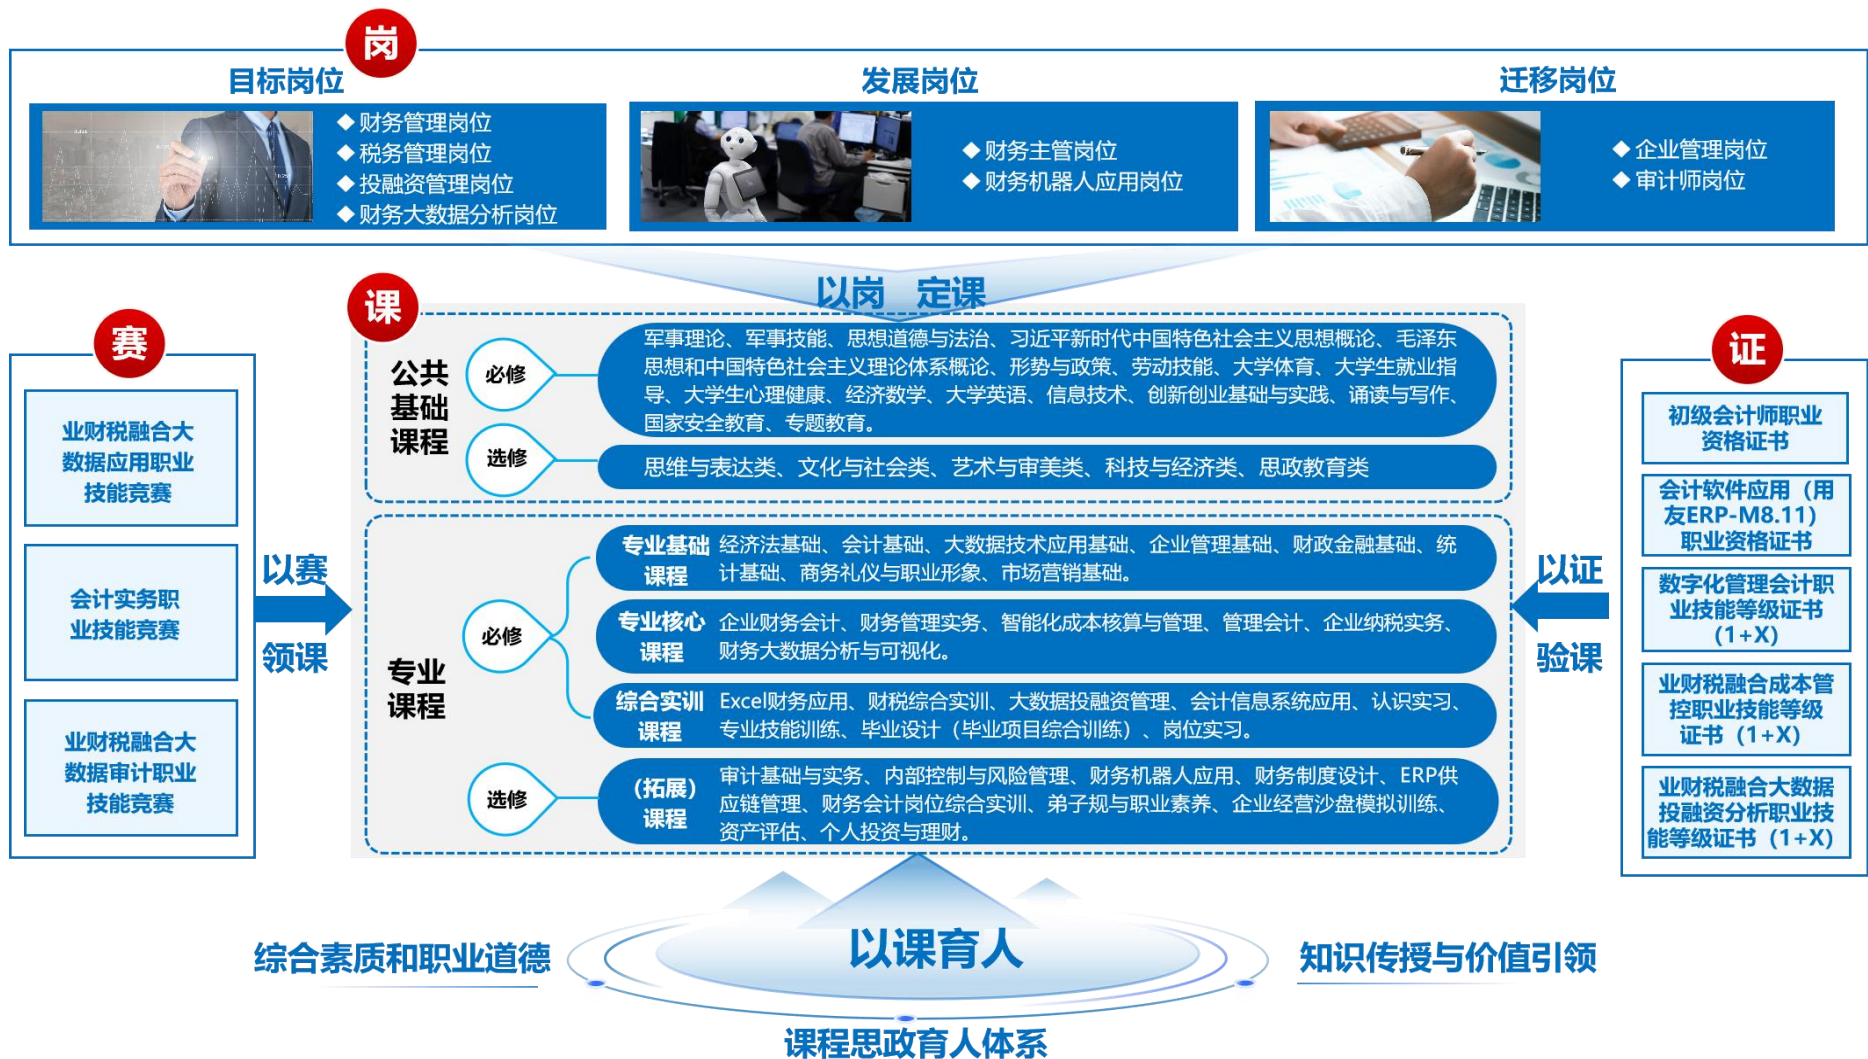 岗
目标岗位
◆财务管理岗位
◆税务管理岗位
◆投融资管理岗位
◆财务大数据分析岗位
发展岗位
◆财务主管岗位
◆财务机器人应用岗位
迁移岗位
◆企业管理岗位
◆审计师岗位
以岗 定课
赛
业财税融合大
数据应用职业
技能竞赛
会计实务职
业技能竞赛
业财税融合大
数据审计职业
技能竞赛
以赛
领课
课
公共
基础
课程
必修
军事理论、军事技能、思想道德与法治、习近平新时代中国特色社会主义思想概论、毛泽东
思想和中国特色社会主义理论体系概论、形势与政策、劳动技能、大学体育、大学生就业指
导、大学生心理健康、经济数学、大学英语、信息技术、创新创业基础与实践、诵读与写作、
国家安全教育、专题教育。
选修
思维与表达类、文化与社会类、艺术与审美类、科技与经济类、思政教育类
专业
课程
必修
专业基础
课程
经济法基础、会计基础、大数据技术应用基础、企业管理基础、财政金融基础、统
计基础、商务礼仪与职业形象、市场营销基础。
专业核心
课程
企业财务会计、财务管理实务、智能化成本核算与管理、管理会计、企业纳税实务、
财务大数据分析与可视化。
综合实训
课程
Excel财务应用、财税综合实训、大数据投融资管理、会计信息系统应用、认识实习、
专业技能训练、毕业设计（毕业项目综合训练）、岗位实习。
选修
（拓展）
课程
审计基础与实务、内部控制与风险管理、财务机器人应用、财务制度设计、ERP供
应链管理、财务会计岗位综合实训、弟子规与职业素养、企业经营沙盘模拟训练、
资产评估、个人投资与理财。
以证
验课
证
初级会计师职业
资格证书
会计软件应用（用
友ERP-M8.11）
职业资格证书
数字化管理会计职
业技能等级证书
（1+X）
业财税融合成本管
控职业技能等级
证书（1+X）
业财税融合大数据
投融资分析职业技
能等级证书（1+X）
以课育人
综合素质和职业道德
知识传授与价值引领
课程思政育人体系